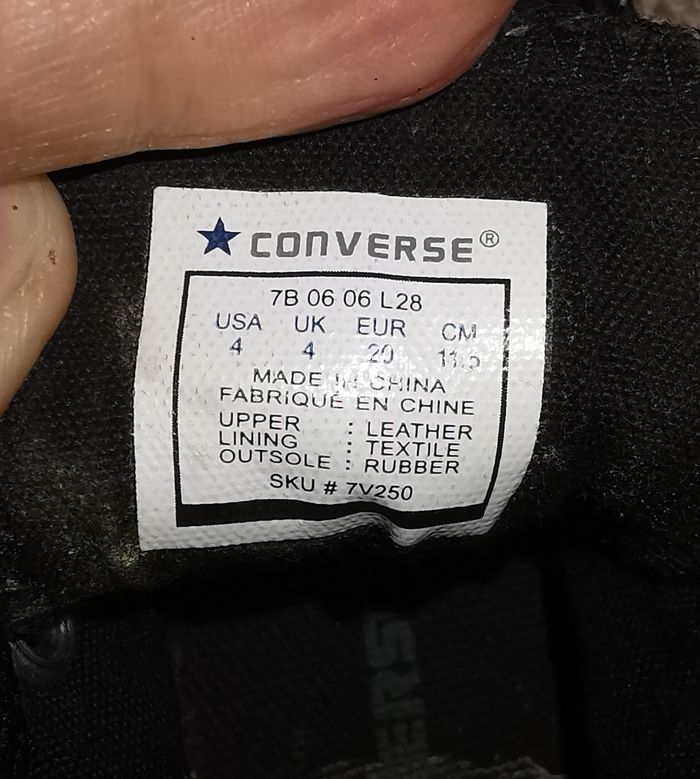 CONVERSE®
7B 06 06 L28
USA UK EUR CM
4 4 20 11.5
MADE IN CHINA
FABRIQUE EN CHINE
UPPER : LEATHER
LINING : TEXTILE
OUTSOLE : RUBBER
SKU # 7V250
ERS